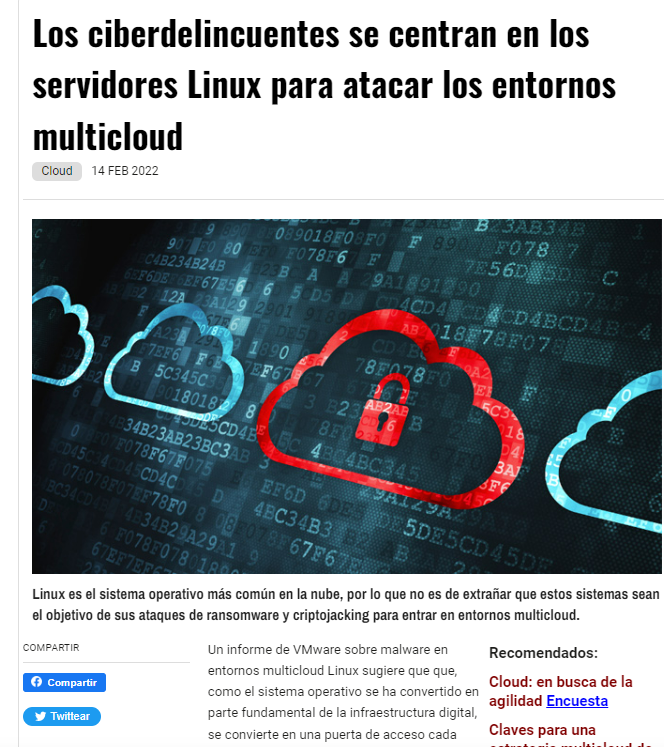 Los ciberdelincuentes se centran en los
servidores Linux para atacar los entornos
multicloud
Cloud 14 FEB 2022
Linux es el sistema operativo más común en la nube, por lo que no es de extrañar que estos sistemas sean
el objetivo de sus ataques de ransomware y criptojacking para entrar en entornos multicloud.
COMPARTIR
Compartir
Twittear
Un informe de VMware sobre malware en
entornos multicloud Linux sugiere que que,
como el sistema operativo se ha convertido en
parte fundamental de la infraestructura digital,
se convierte en una puerta de acceso cada
Recomendados:
Cloud: en busca de la
agilidad Encuesta
Claves para una